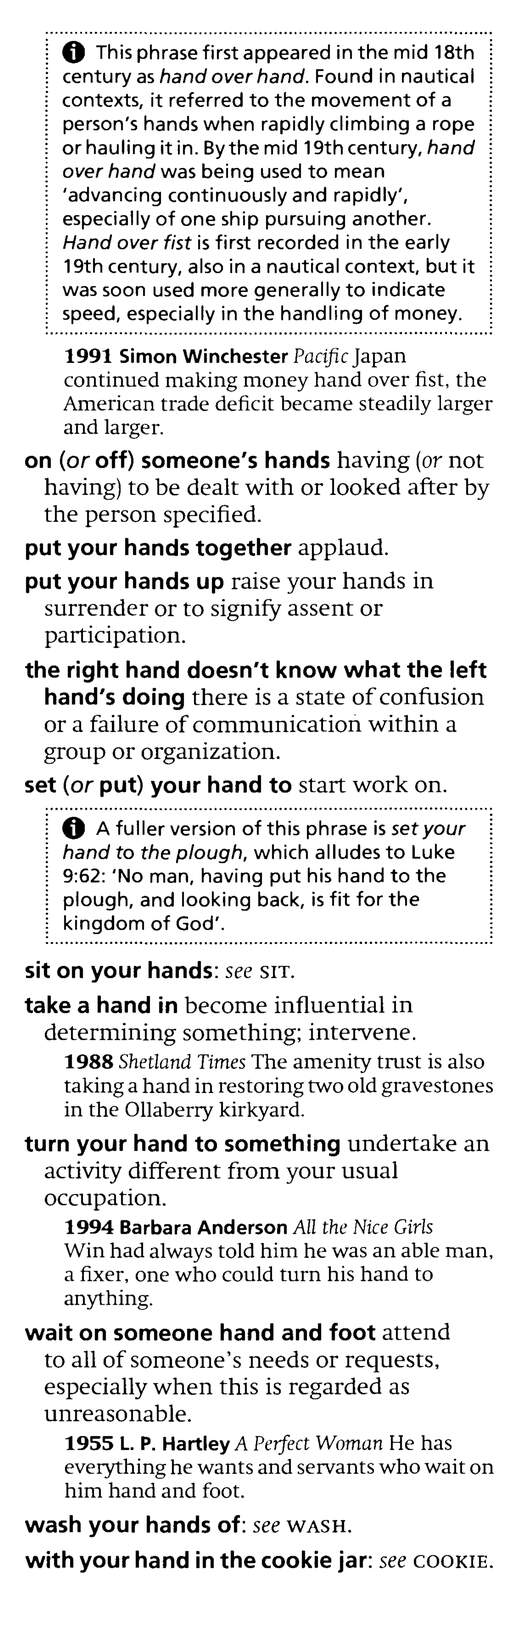 ℹ This phrase first appeared in the mid 18th
century as hand over hand. Found in nautical
contexts, it referred to the movement of a
person's hands when rapidly climbing a rope
or hauling it in. By the mid 19th century, hand
over hand was being used to mean
'advancing continuously and rapidly',
especially of one ship pursuing another.
Hand over fist is first recorded in the early
19th century, also in a nautical context, but it
was soon used more generally to indicate
speed, especially in the handling of money.
1991 Simon Winchester Pacific Japan
continued making money hand over fist, the
American trade deficit became steadily larger
and larger.
on (or off) someone's hands having (or not
having) to be dealt with or looked after by
the person specified.
put your hands together applaud.
put your hands up raise your hands in
surrender or to signify assent or
participation.
the right hand doesn't know what the left
hand's doing there is a state of confusion
or a failure of communication within a
group or organization.
set (or put) your hand to start work on.
ℹ A fuller version of this phrase is set your
hand to the plough, which alludes to Luke
9:62: 'No man, having put his hand to the
plough, and looking back, is fit for the
kingdom of God'.
sit on your hands: see SIT.
take a hand in become influential in
determining something; intervene.
1988 Shetland Times The amenity trust is also
taking a hand in restoring two old gravestones
in the Ollaberry kirkyard.
turn your hand to something undertake an
activity different from your usual
occupation.
1994 Barbara Anderson All the Nice Girls
Win had always told him he was an able man,
a fixer, one who could turn his hand to
anything.
wait on someone hand and foot attend
to all of someone's needs or requests,
especially when this is regarded as
unreasonable.
1955 L. P. Hartley A Perfect Woman He has
everything he wants and servants who wait on
him hand and foot.
wash your hands of: see WASH.
with your hand in the cookie jar: see COOKIE.